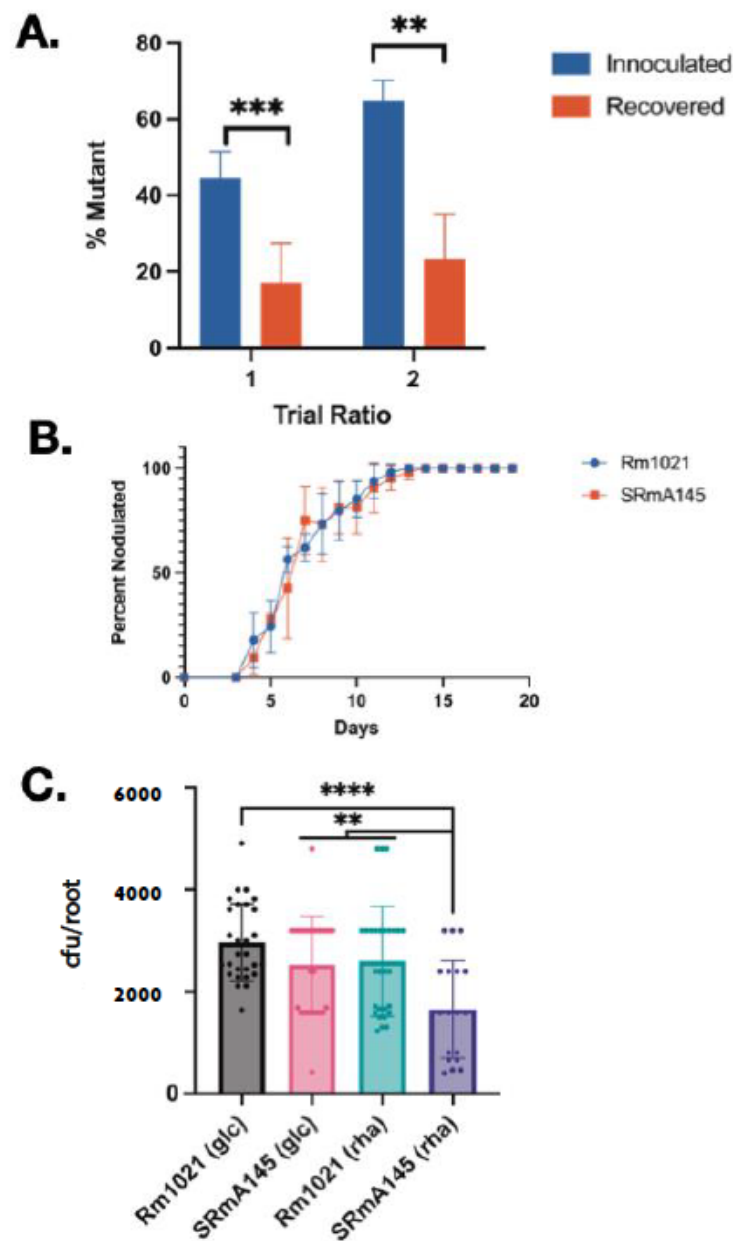 A.
80
60
40
20
0
% Mutant
***
**
Innoculated
Recovered
1
2
Trial Ratio
B.
100
50
0
Percent Nodulated
0
5
10
15
20
Days
Rm1021
SRmA145
C.
6000
4000
2000
0
cfu/root
****
**
Rm1021 (glc)
SRmA145 (glc)
Rm1021 (rha)
SRmA145 (rha)